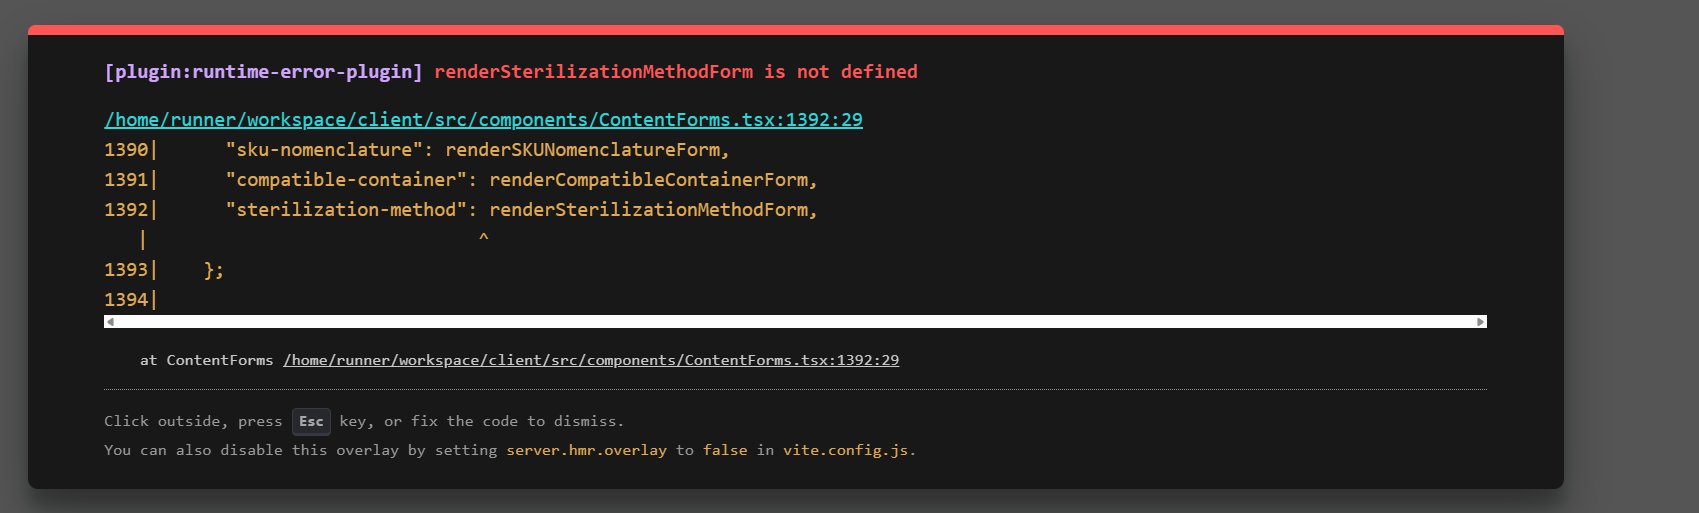 [plugin:runtime-error-plugin] renderSterilizationMethodForm is not defined
/home/runner/workspace/client/src/components/ContentForms.tsx:1392:29
1390|      "sku-nomenclature": renderSKUNomenclatureForm,
1391|      "compatible-container": renderCompatibleContainerForm,
1392|      "sterilization-method": renderSterilizationMethodForm,
   |                              ^
1393|    };
1394|
at ContentForms /home/runner/workspace/client/src/components/ContentForms.tsx:1392:29
Click outside, press Esc key, or fix the code to dismiss.
You can also disable this overlay by setting server.hmr.overlay to false in vite.config.js.